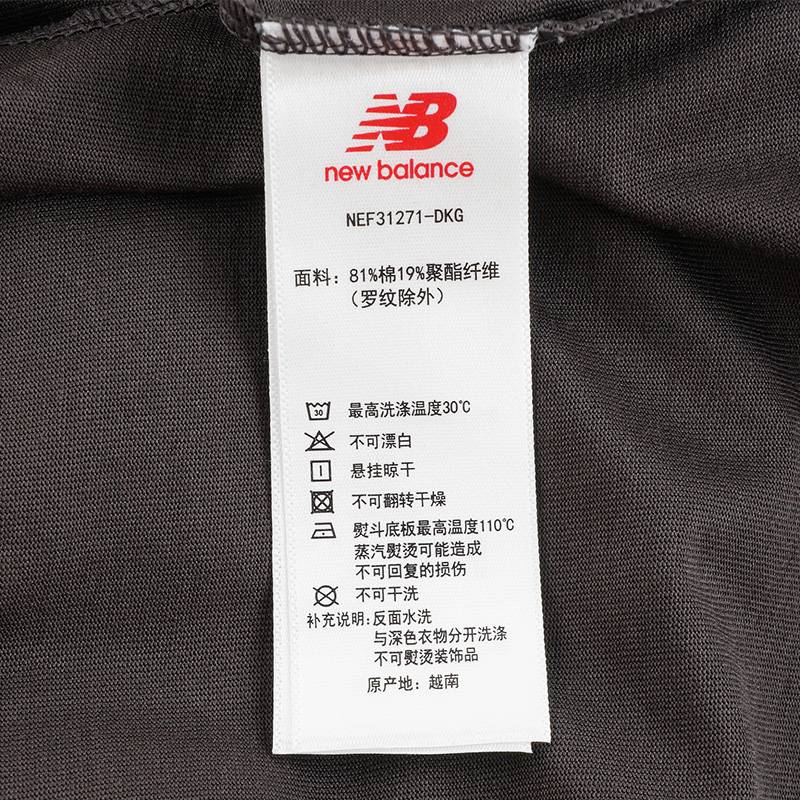 NB
new balance
NEF31271-DKG
面料: 81%棉19%聚酯纤维
(罗纹除外)
30 最高洗涤温度30℃
不可漂白
悬挂晾干
不可翻转干燥
熨斗底板最高温度110℃
蒸汽熨烫可能造成
不可回复的损伤
不可干洗
补充说明:反面水洗
与深色衣物分开洗涤
不可熨烫装饰品
原产地: 越南